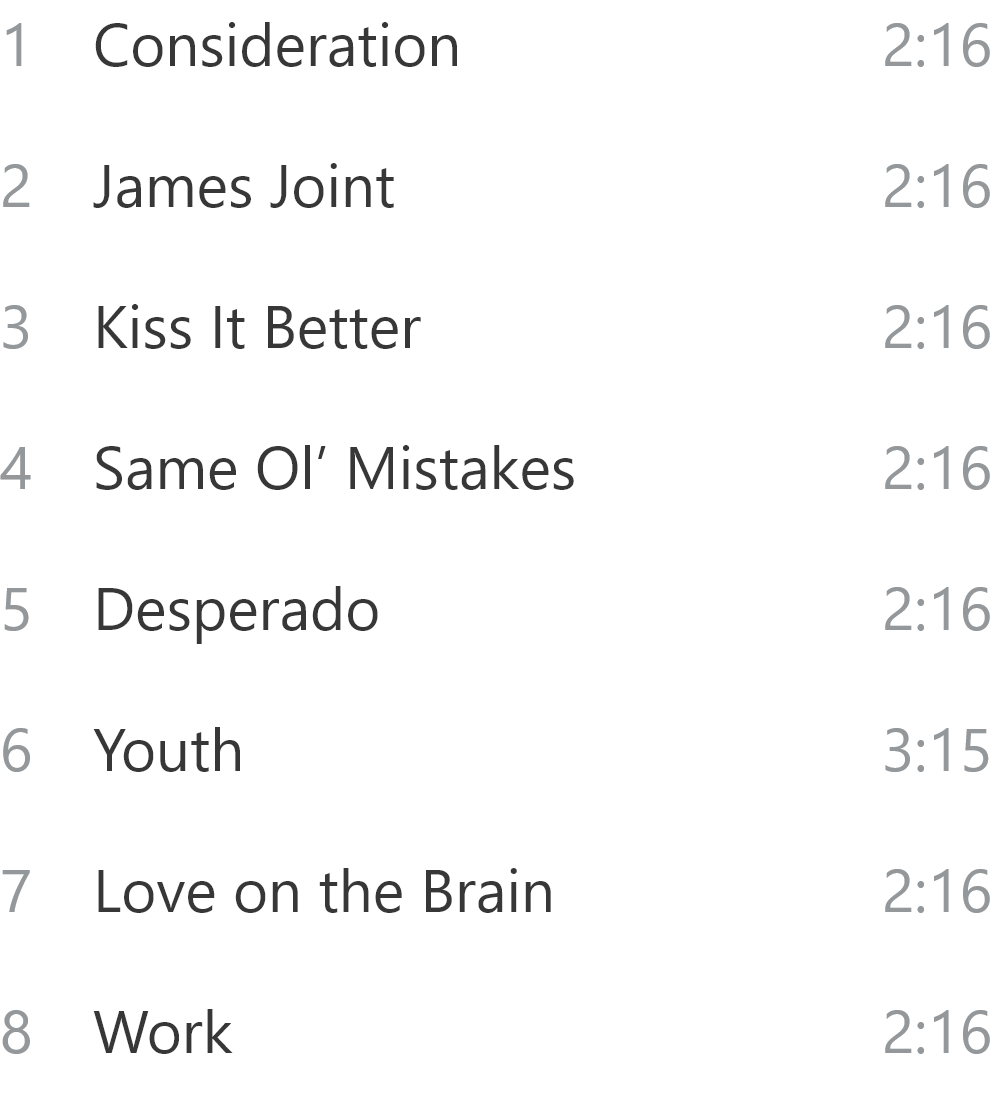 1 Consideration 2:16
2 James Joint 2:16
3 Kiss It Better 2:16
4 Same Ol’ Mistakes 2:16
5 Desperado 2:16
6 Youth 3:15
7 Love on the Brain 2:16
8 Work 2:16